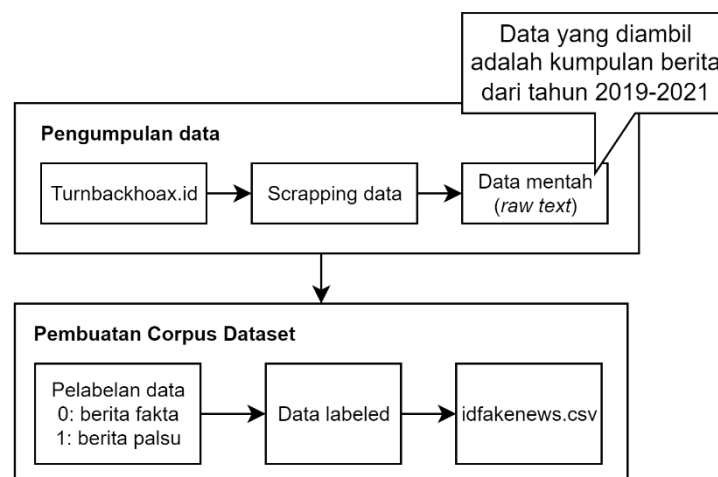 Data yang diambil
adalah kumpulan berita
dari tahun 2019-2021
Pengumpulan data
Turnbackhoax.id
Scrapping data
Data mentah
(raw text)
Pembuatan Corpus Dataset
Pelabelan data
0: berita fakta
1: berita palsu
Data labeled
idfakenews.csv